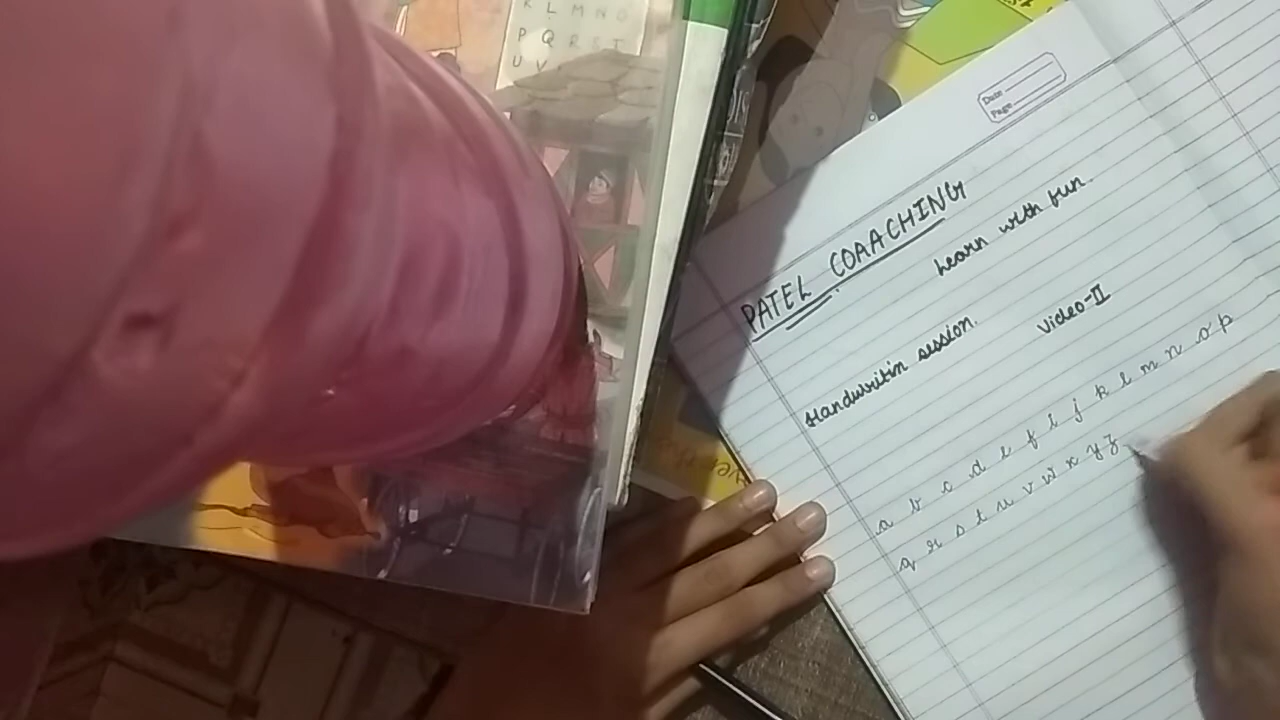 K L M N O
P Q R S T
U V
Date
Page
PATEL COAACHING
Learn with fun.
Handwritin session.
Video-II
a b c d e f l j k l m n o p
q r s t u v w x y z